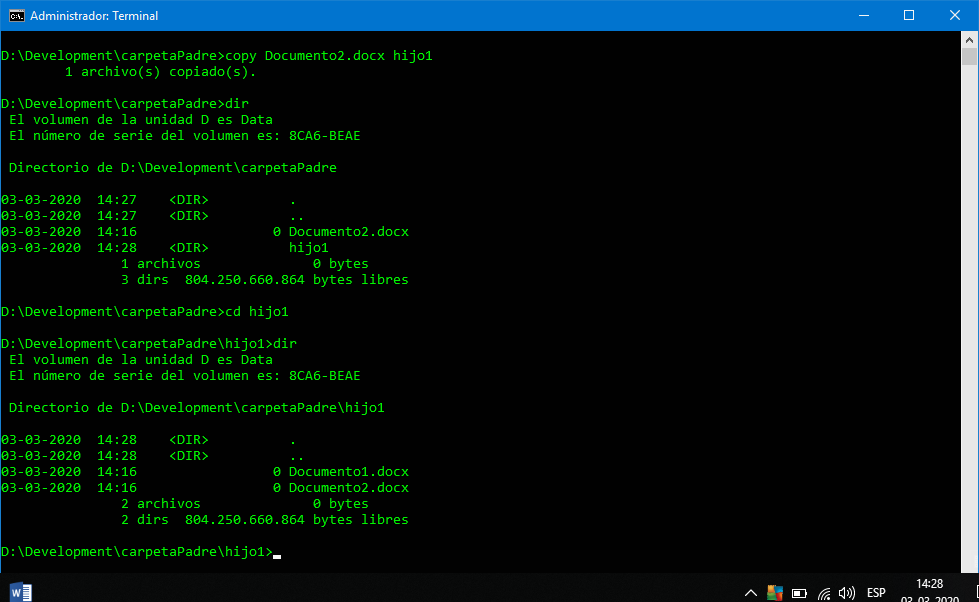 Administrador: Terminal
D:\Development\carpetaPadre>copy Documento2.docx hijo1
        1 archivo(s) copiado(s).
D:\Development\carpetaPadre>dir
 El volumen de la unidad D es Data
 El número de serie del volumen es: 8CA6-BEAE
 Directorio de D:\Development\carpetaPadre
03-03-2020  14:27    <DIR>          .
03-03-2020  14:27    <DIR>          ..
03-03-2020  14:16                 0 Documento2.docx
03-03-2020  14:28    <DIR>          hijo1
               1 archivos              0 bytes
               3 dirs  804.250.660.864 bytes libres
D:\Development\carpetaPadre>cd hijo1
D:\Development\carpetaPadre\hijo1>dir
 El volumen de la unidad D es Data
 El número de serie del volumen es: 8CA6-BEAE
 Directorio de D:\Development\carpetaPadre\hijo1
03-03-2020  14:28    <DIR>          .
03-03-2020  14:28    <DIR>          ..
03-03-2020  14:16                 0 Documento1.docx
03-03-2020  14:16                 0 Documento2.docx
               2 archivos              0 bytes
               2 dirs  804.250.660.864 bytes libres
D:\Development\carpetaPadre\hijo1>
ESP
14:28
03-03-2020